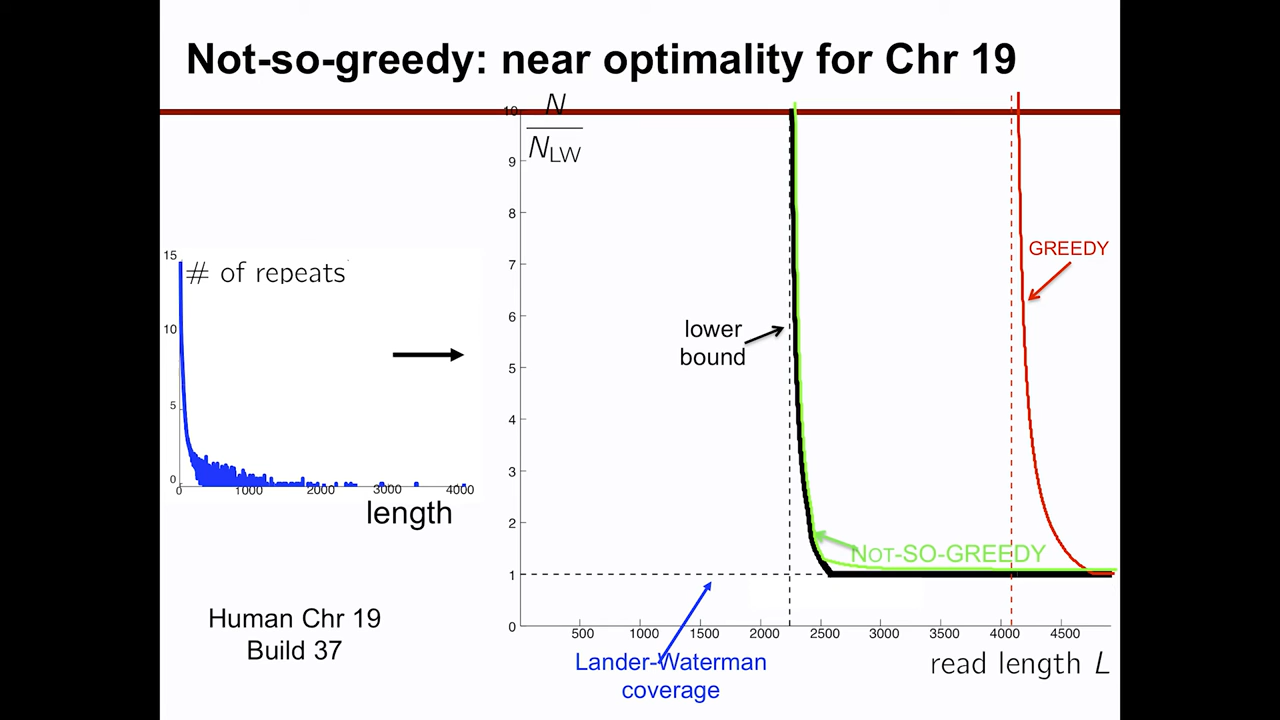 Not-so-greedy: near optimality for Chr 19
# of repeats
15
10
5
0
0 1000 2000 3000 4000
length
Human Chr 19
Build 37
N
N_LW
10
9
8
7
6
5
4
3
2
1
0
500 1000 1500 2000 2500 3000 3500 4000 4500
GREEDY
lower
bound
NOT-SO-GREEDY
Lander-Waterman
coverage
read length L